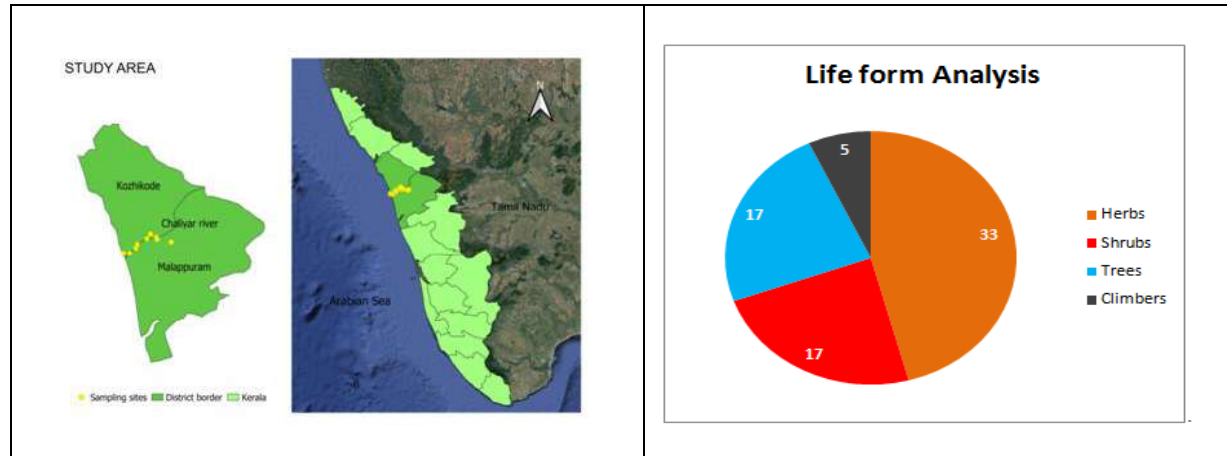 STUDY AREA
Kozhikode
Chaliyar river
Malappuram
Sampling sites District border Kerala
N
Tamil Nadu
Arabian Sea
Life form Analysis
5
17
33
17
Herbs
Shrubs
Trees
Climbers